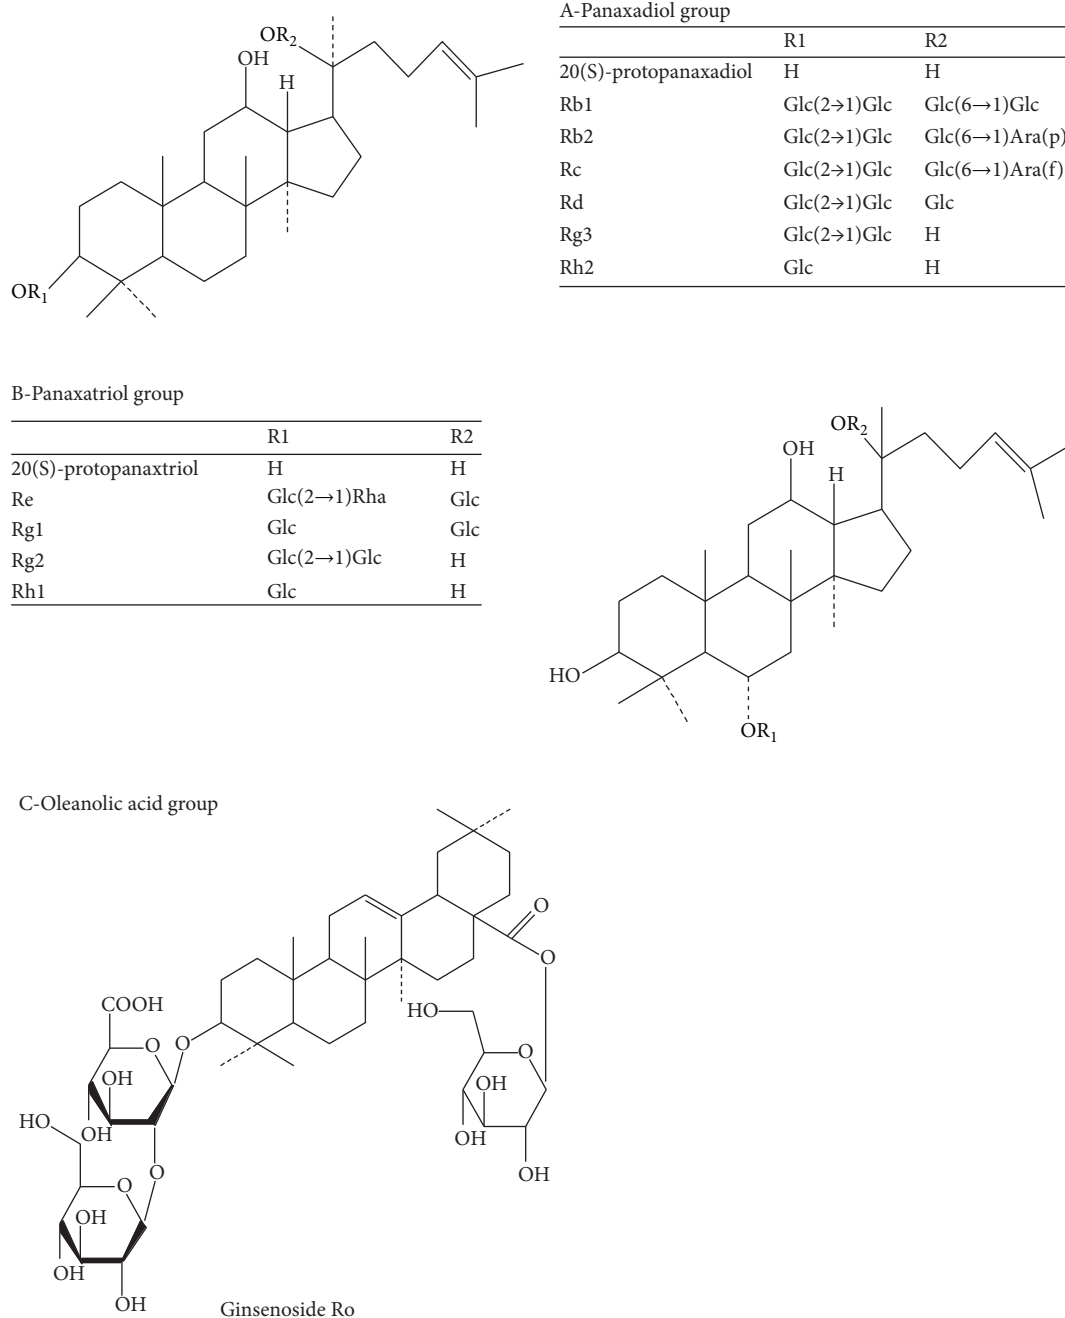 A-Panaxadiol group
R1 R2
20(S)-protopanaxadiol H H
Rb1 Glc(2→1)Glc Glc(6→1)Glc
Rb2 Glc(2→1)Glc Glc(6→1)Ara(p)
Rc Glc(2→1)Glc Glc(6→1)Ara(f)
Rd Glc(2→1)Glc Glc
Rg3 Glc(2→1)Glc H
Rh2 Glc H
OR2
OH
H
OR1
B-Panaxatriol group
R1 R2
20(S)-protopanaxtriol H H
Re Glc(2→1)Rha Glc
Rg1 Glc Glc
Rg2 Glc(2→1)Glc H
Rh1 Glc H
OR2
OH
H
HO
OR1
C-Oleanolic acid group
O
O
COOH
HO
O
O
O
OH
OH
HO
OH
OH
O
OH
O
OH
OH
OH
Ginsenoside Ro